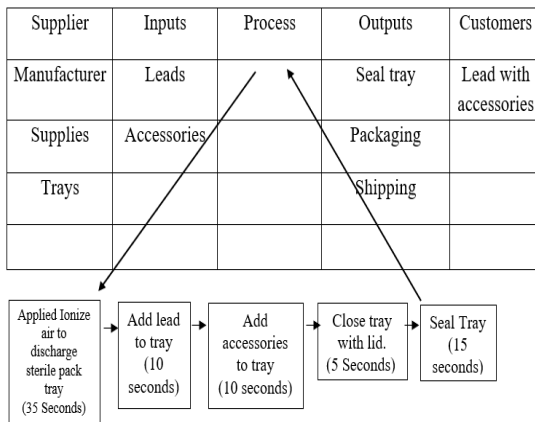 Supplier Inputs Process Outputs Customers
Manufacturer Leads Seal tray Lead with
accessories
Supplies Accessories Packaging
Trays Shipping
Applied Ionize
air to
discharge
sterile pack
tray
(35 Seconds)
Add lead
to tray
(10
seconds)
Add
accessories
to tray
(10 seconds)
Close tray
with lid.
(5 Seconds)
Seal Tray
(15
seconds)